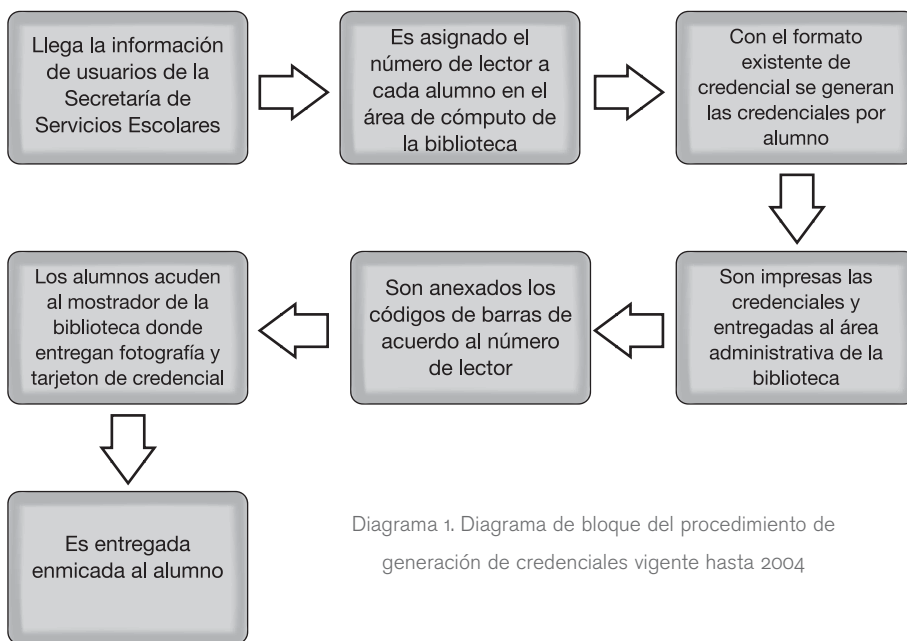 Llega la información
de usuarios de la
Secretaría de
Servicios Escolares
Es asignado el
número de lector a
cada alumno en el
área de cómputo de
la biblioteca
Con el formato
existente de
credencial se generan
las credenciales por
alumno
Son impresas las
credenciales y
entregadas al área
administrativa de la
biblioteca
Son anexados los
códigos de barras de
acuerdo al número
de lector
Los alumnos acuden
al mostrador de la
biblioteca donde
entregan fotografía y
tarjeton de credencial
Es entregada
enmicada al alumno
Diagrama 1. Diagrama de bloque del procedimiento de
generación de credenciales vigente hasta 2004